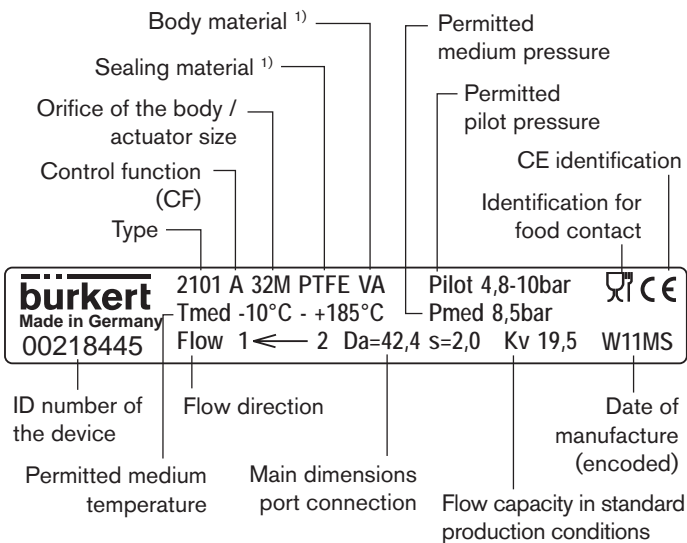 Body material 1)
Sealing material 1)
Orifice of the body /
actuator size
Control function
(CF)
Type
Permitted
medium pressure
Permitted
pilot pressure
CE identification
Identification for
food contact
bürkert
Made in Germany
00218445
2101 A 32M PTFE VA Pilot 4,8-10bar CE
Tmed -10°C - +185°C Pmed 8,5bar
Flow 1 ← 2 Da=42,4 s=2,0 Kv 19,5 W11MS
ID number of
the device
Flow direction
Date of
manufacture
(encoded)
Permitted medium
temperature
Main dimensions
port connection
Flow capacity in standard
production conditions